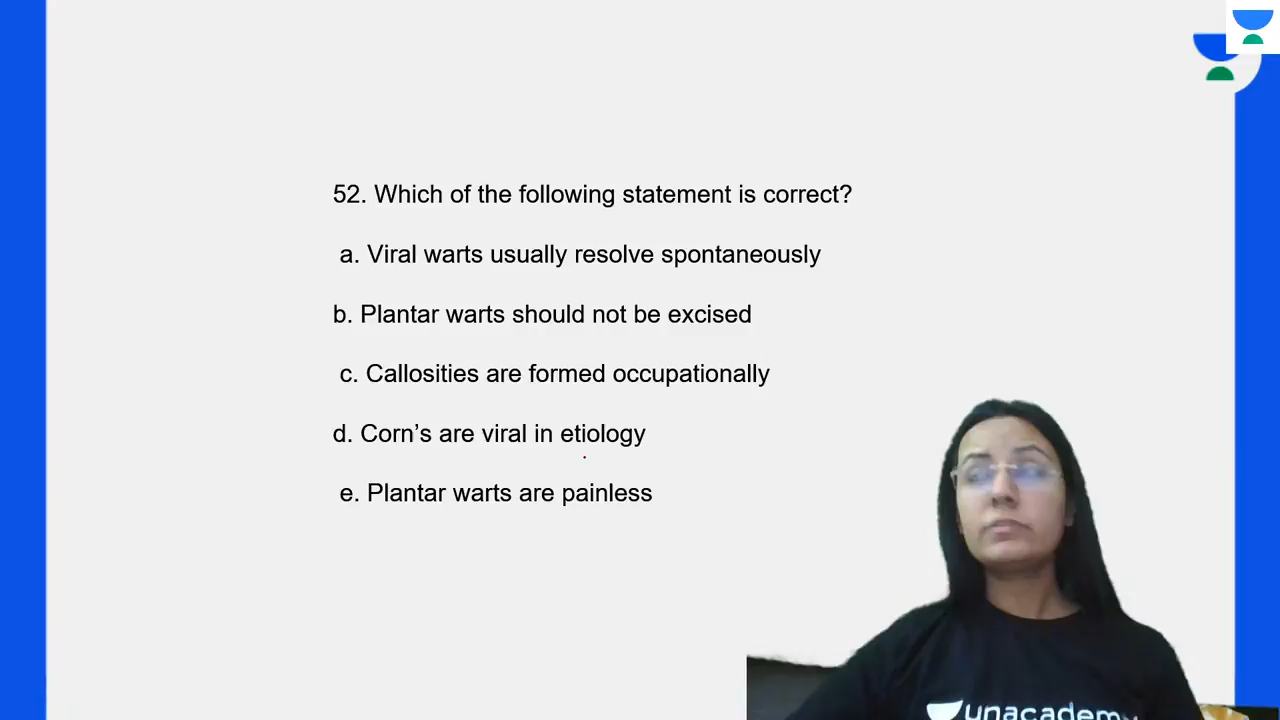 52. Which of the following statement is correct?
a. Viral warts usually resolve spontaneously
b. Plantar warts should not be excised
c. Callosities are formed occupationally
d. Corn's are viral in etiology
e. Plantar warts are painless
unacademy